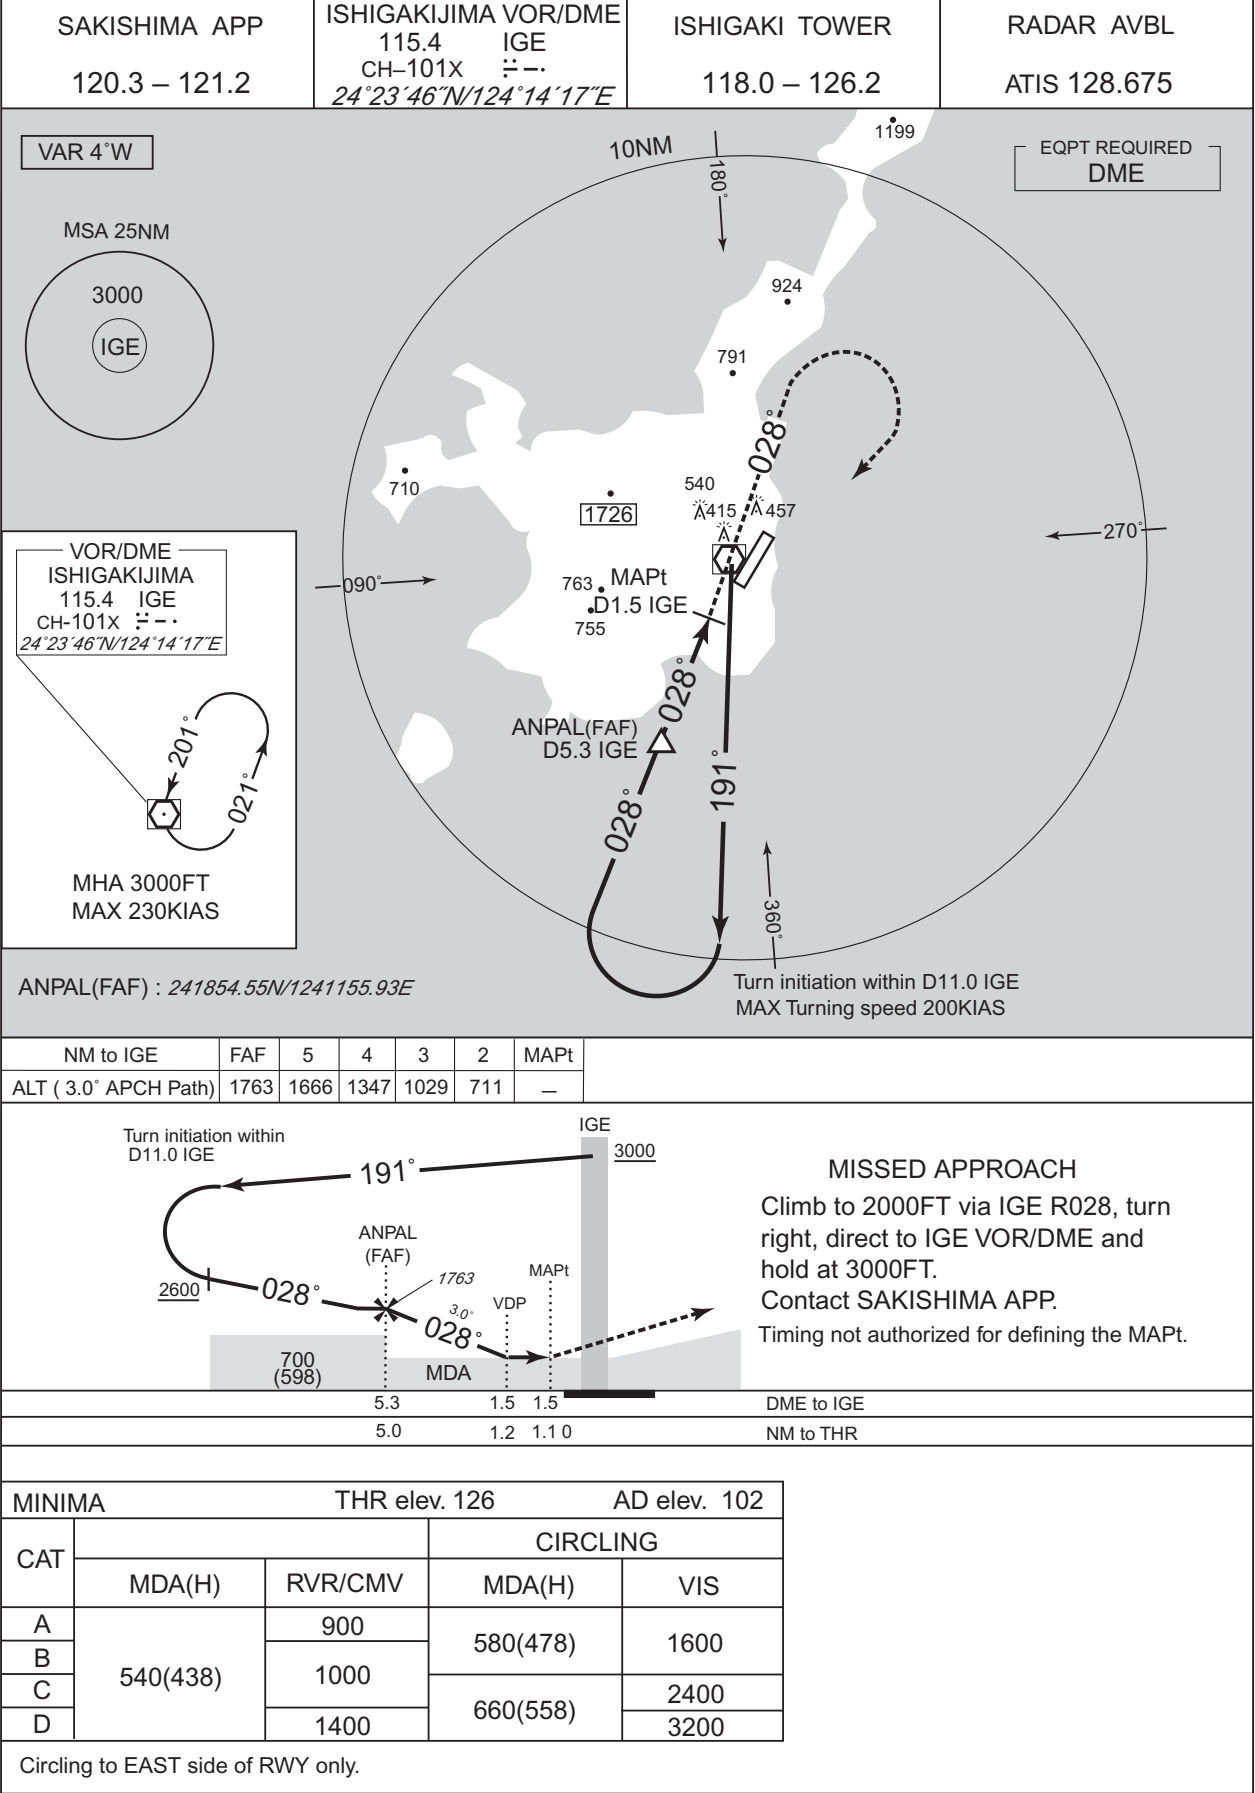 SAKISHIMA APP
120.3 – 121.2
ISHIGAKIJIMA VOR/DME
115.4 IGE
CH–101X
24°23´46˝N/124°14´17˝E
ISHIGAKI TOWER
118.0 – 126.2
RADAR AVBL
ATIS 128.675
VAR 4°W
MSA 25NM
3000
IGE
10NM
180°
1199
EQPT REQUIRED
DME
924
791
028°
710
1726
540
415
457
270°
090°
763
755
MAPt
D1.5 IGE
028°
ANPAL(FAF)
D5.3 IGE
028°
191°
360°
VOR/DME
ISHIGAKIJIMA
115.4 IGE
CH-101X
24°23´46˝N/124°14´17˝E
201°
021°
MHA 3000FT
MAX 230KIAS
ANPAL(FAF) : 241854.55N/1241155.93E
Turn initiation within D11.0 IGE
MAX Turning speed 200KIAS
NM to IGE FAF 5 4 3 2 MAPt
ALT ( 3.0° APCH Path) 1763 1666 1347 1029 711 —
Turn initiation within
D11.0 IGE
IGE
3000
191°
ANPAL
(FAF)
2600
028°
1763
3.0°
028°
VDP
MAPt
700
(598)
MDA
5.3 1.5 1.5 DME to IGE
5.0 1.2 1.1 0 NM to THR
MISSED APPROACH
Climb to 2000FT via IGE R028, turn
right, direct to IGE VOR/DME and
hold at 3000FT.
Contact SAKISHIMA APP.
Timing not authorized for defining the MAPt.
MINIMA THR elev. 126 AD elev. 102
CAT CIRCLING
MDA(H) RVR/CMV MDA(H) VIS
A 540(438) 900 580(478) 1600
B 1000
C 660(558) 2400
D 1400 3200
Circling to EAST side of RWY only.